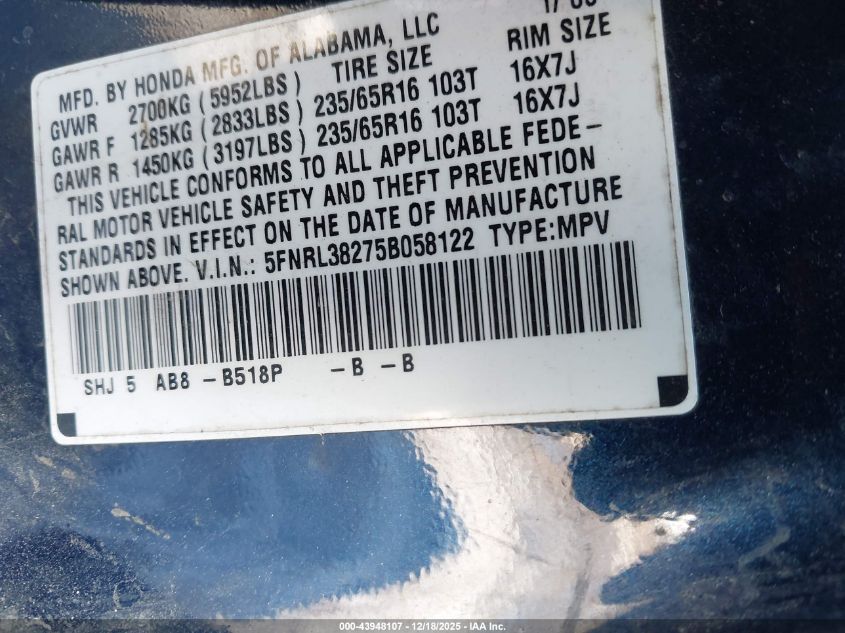 MFD. BY HONDA MFG. OF ALABAMA, LLC
GVWR 2700KG (5952LBS) TIRE SIZE RIM SIZE
GAWR F 1285KG (2833LBS) 235/65R16 103T 16X7J
GAWR R 1450KG (3197LBS) 235/65R16 103T 16X7J
THIS VEHICLE CONFORMS TO ALL APPLICABLE FEDE-
RAL MOTOR VEHICLE SAFETY AND THEFT PREVENTION
STANDARDS IN EFFECT ON THE DATE OF MANUFACTURE
SHOWN ABOVE. V.I.N.: 5FNRL38275B058122 TYPE:MPV
SHJ 5 AB8 -B518P -B -B
000-43948107 - 12/18/2025 - IAA Inc.